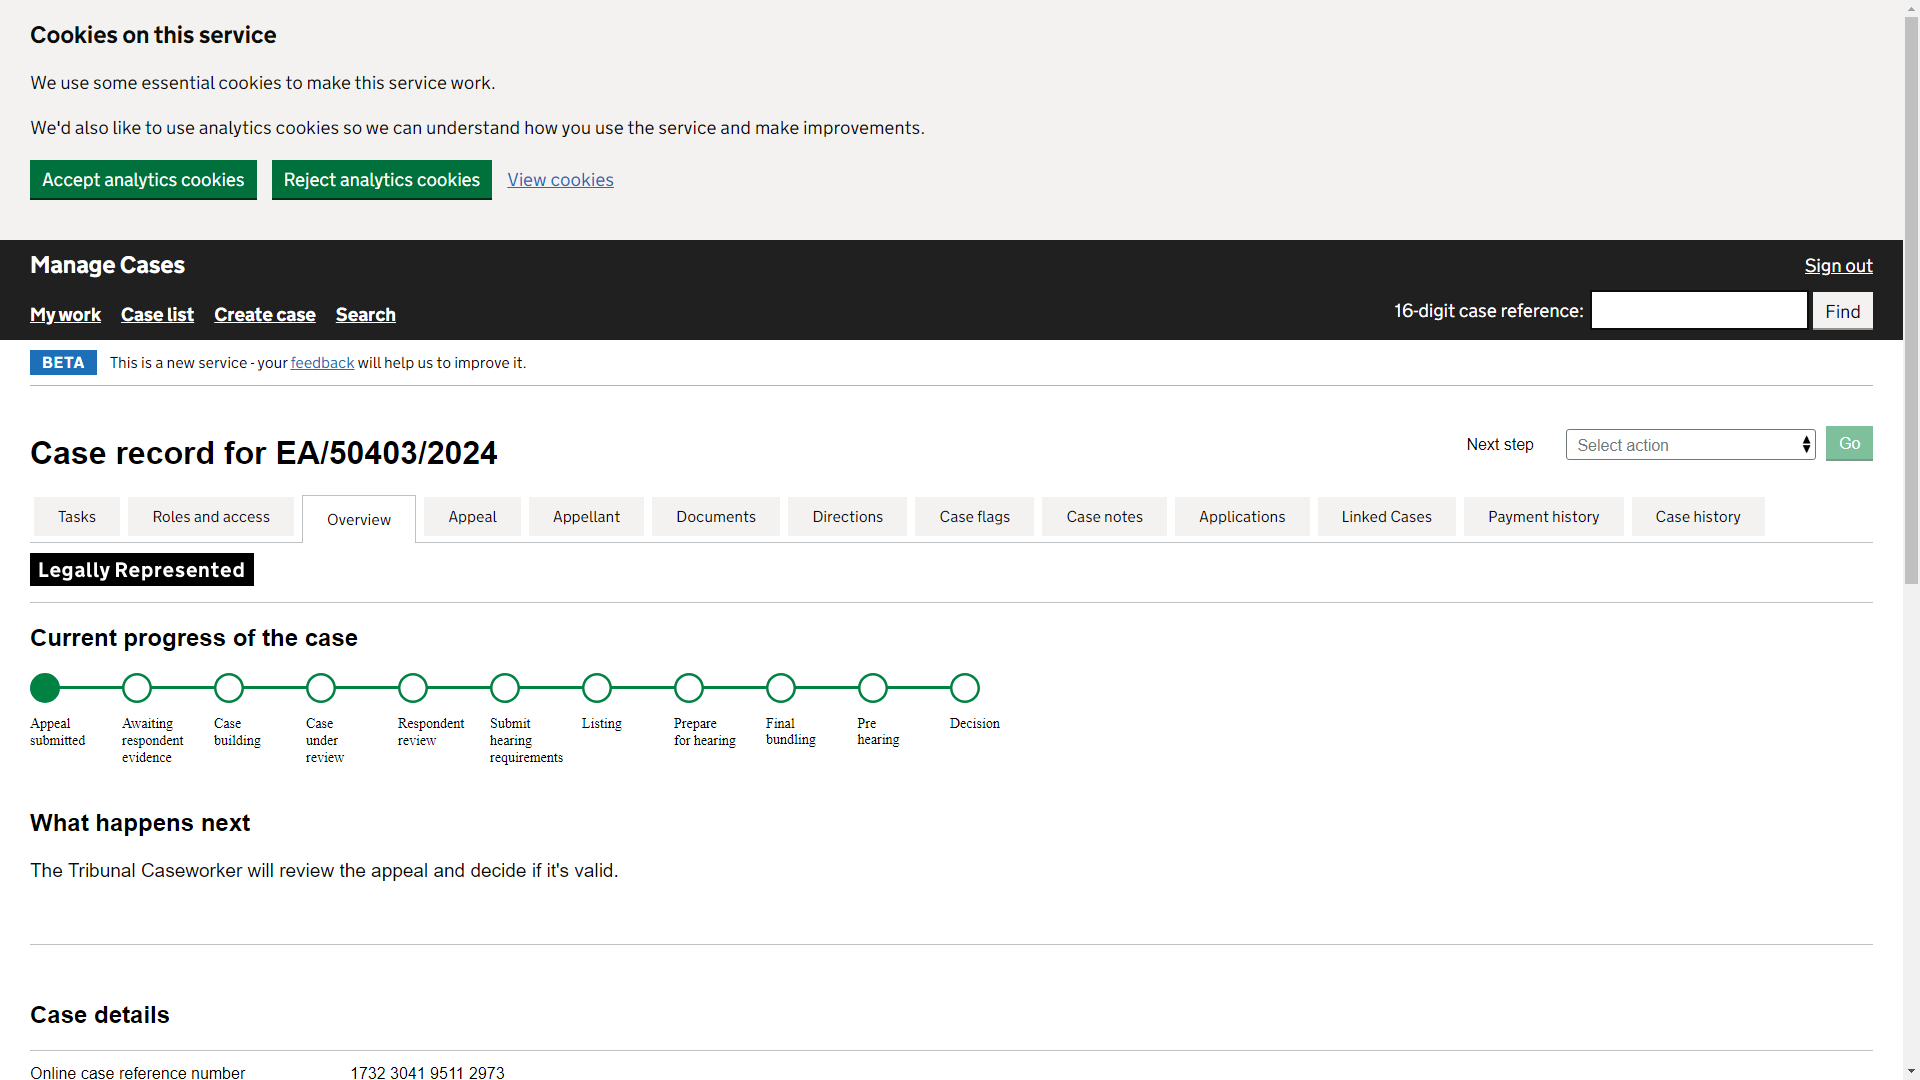 Cookies on this service
We use some essential cookies to make this service work.
We'd also like to use analytics cookies so we can understand how you use the service and make improvements.
Accept analytics cookies Reject analytics cookies View cookies
Manage Cases Sign out
My work Case list Create case Search 16-digit case reference: Find
BETA This is a new service - your feedback will help us to improve it.
Case record for EA/50403/2024 Next step Select action Go
Tasks Roles and access Overview Appeal Appellant Documents Directions Case flags Case notes Applications Linked Cases Payment history Case history
Legally Represented
Current progress of the case
Appeal submitted
Awaiting respondent evidence
Case building
Case under review
Respondent review
Submit hearing requirements
Listing
Prepare for hearing
Final bundling
Pre hearing
Decision
What happens next
The Tribunal Caseworker will review the appeal and decide if it's valid.
Case details
Online case reference number 1732 3041 9511 2973